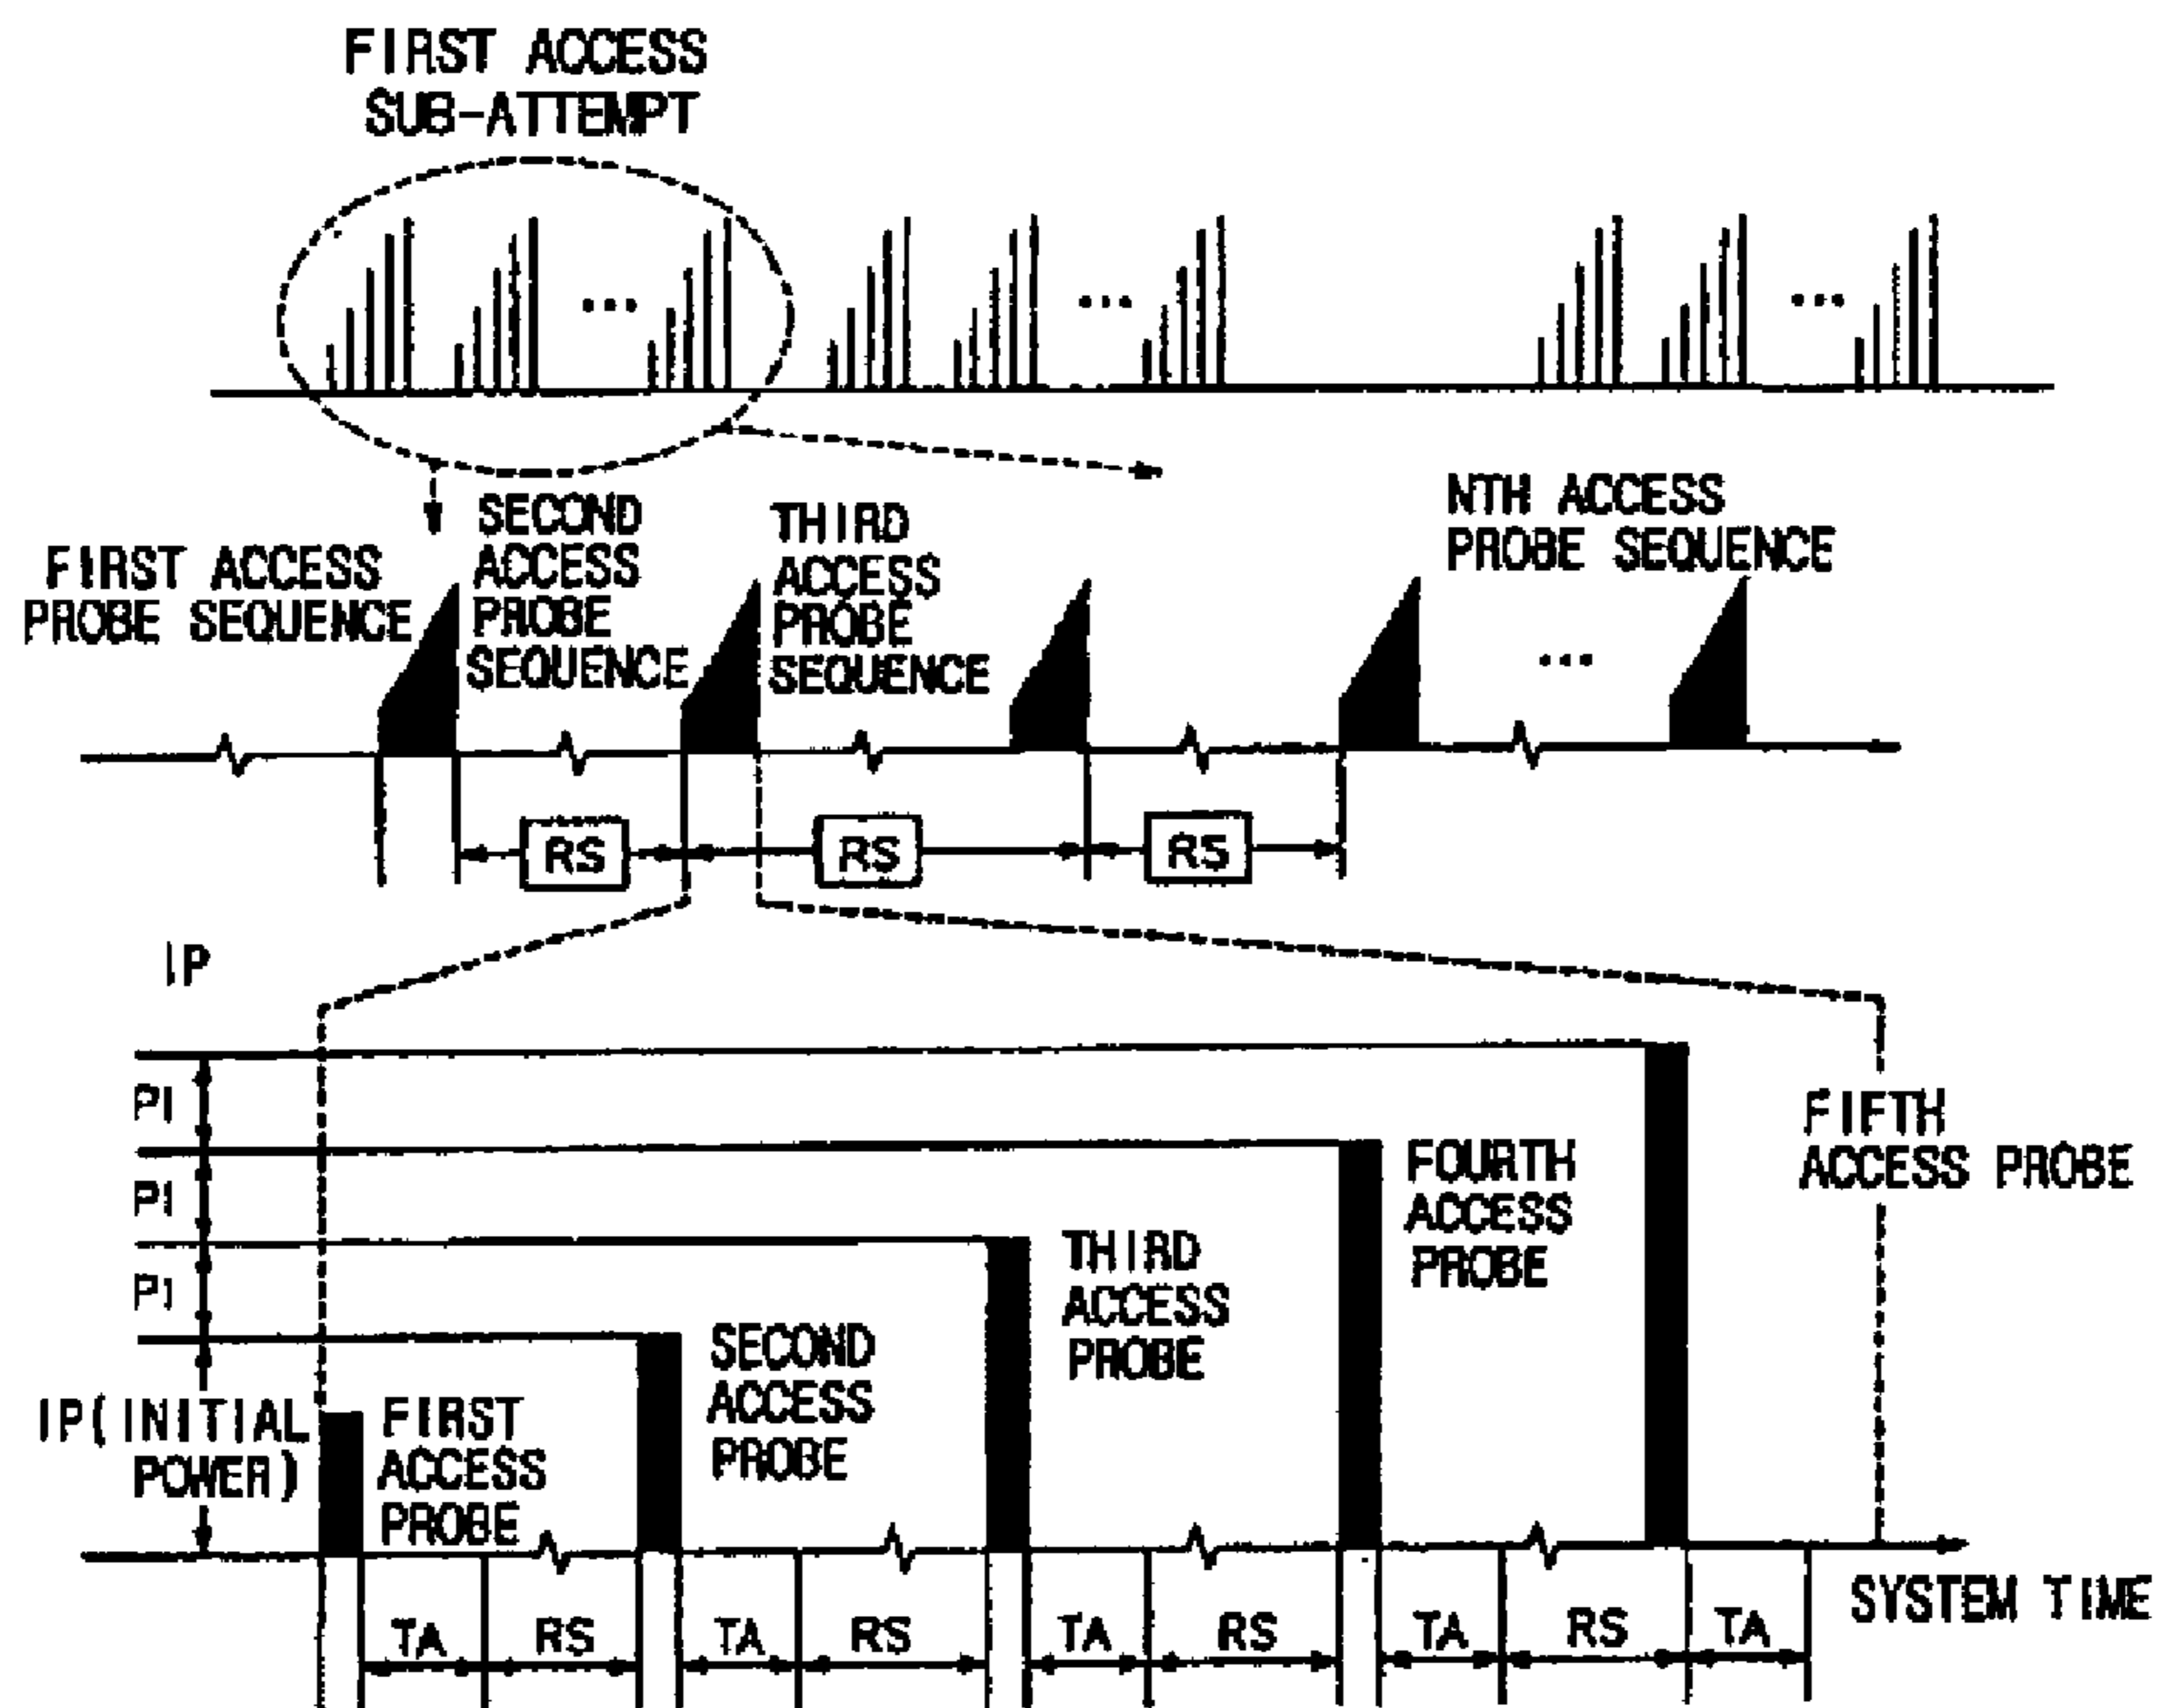 FIRST ACCESS
SUB-ATTEMPT
...
...
...
FIRST ACCESS
PROBE SEQUENCE
SECOND
ACCESS
PROBE
SEQUENCE
THIRD
ACCESS
PROBE
SEQUENCE
NTH ACCESS
PROBE SEQUENCE
...
RS
RS
RS
IP
PI
PI
PI
IP(INITIAL
POWER)
FIRST
ACCESS
PROBE
SECOND
ACCESS
PROBE
THIRD
ACCESS
PROBE
FOURTH
ACCESS
PROBE
FIFTH
ACCESS PROBE
SYSTEM TIME
TA
RS
TA
RS
TA
RS
TA
RS
TA